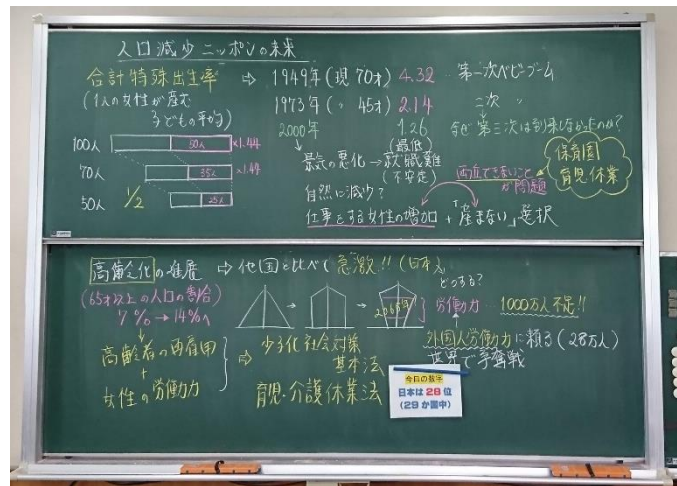 人口減少ニッポンの未来
合計特殊出生率 ⇨ 1949年(現70才) 4.32 … 第一次ベビーブーム
(1人の女性が産む
子どもの平均)
1973年(〃 45才) 2.14 二次 〃
2000年 1.26 なぜ第三次は到来しなかったのか?
(最低)
100人 50人 ×1.44
70人 35人 ×1.44
50人 25人
1/2
↓
景気の悪化→就職難
(不安定)
自然に減少?
両立できないこと
が問題
保育園
育児休業
仕事をする女性の増加+「産まない」選択
高齢化の進展 ⇨他国と比べて急激!!(日本)
(65才以上の人口の割合)
7%→14%へ
どうする?
2065年
労働力…1000万人不足!!
外国人労働力に頼る(28万人)
世界で争奪戦
高齢者の再雇用
+
女性の労働力
⇨ 少子化社会対策
基本法
育児・介護休業法
今日の数字
日本は28位
(29か国中)